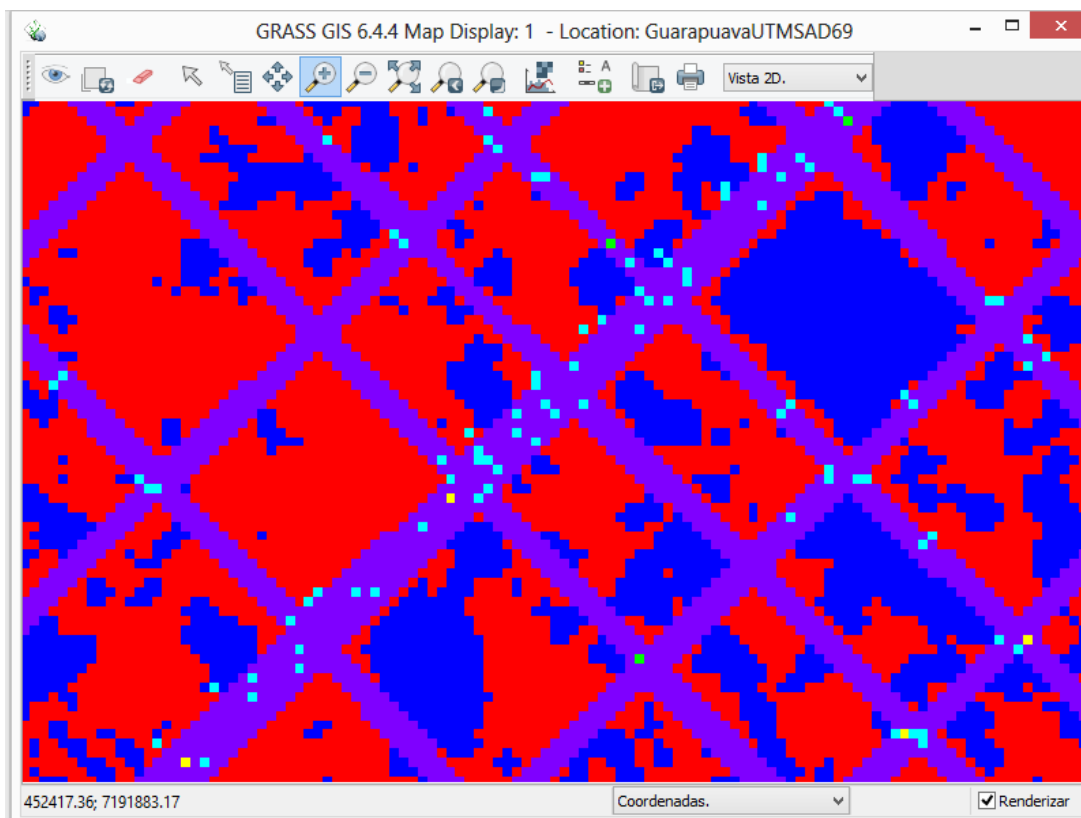 GRASS GIS 6.4.4 Map Display: 1 - Location: GuarapuavaUTMSAD69
Vista 2D.
452417.36; 7191883.17
Coordenadas.
Renderizar